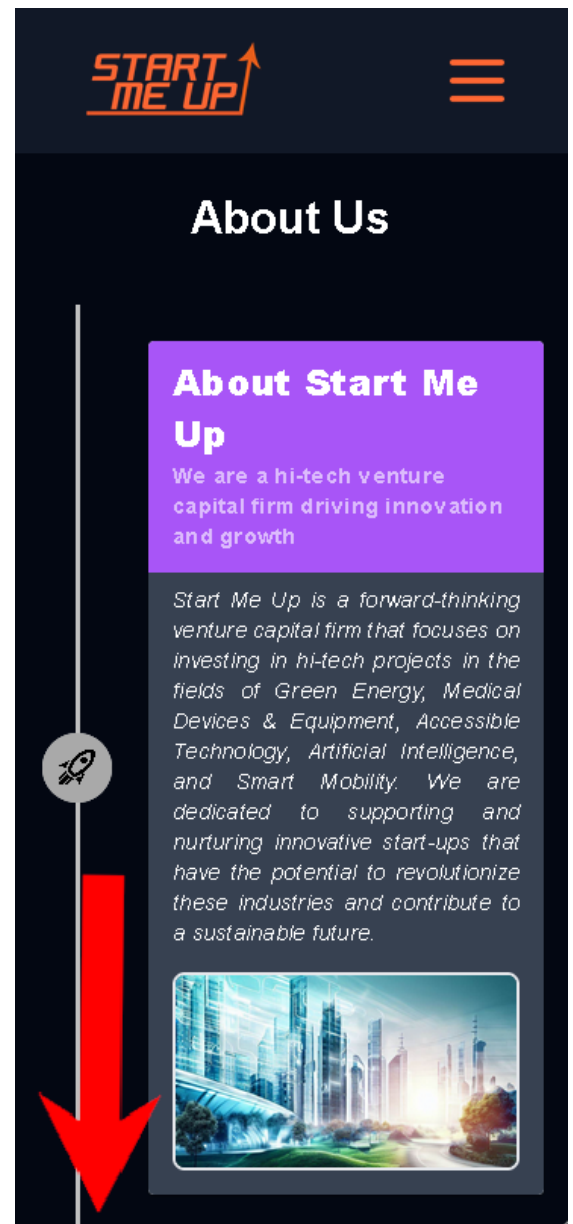 START
ME UP
About Us
About Start Me
Up
We are a hi-tech venture
capital firm driving innovation
and growth
Start Me Up is a forward-thinking
venture capital firm that focuses on
investing in hi-tech projects in the
fields of Green Energy, Medical
Devices & Equipment, Accessible
Technology, Artificial Intelligence,
and Smart Mobility. We are
dedicated to supporting and
nurturing innovative start-ups that
have the potential to revolutionize
these industries and contribute to
a sustainable future.